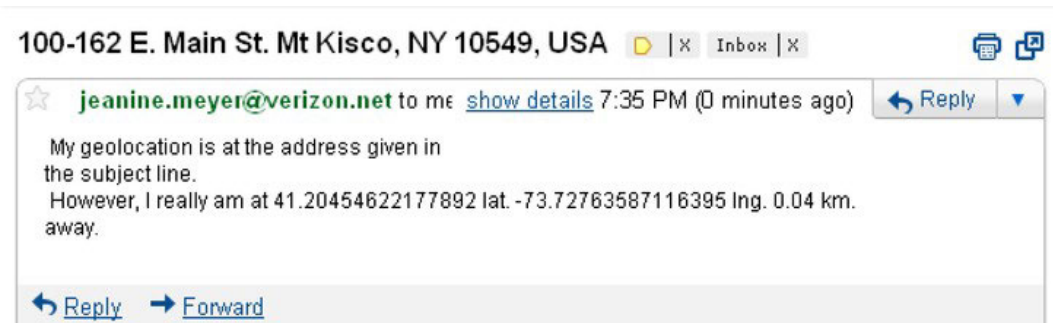 100-162 E. Main St. Mt Kisco, NY 10549, USA | X Inbox | X
jeanine.meyer@verizon.net to me show details 7:35 PM (0 minutes ago) Reply
My geolocation is at the address given in
the subject line.
However, I really am at 41.20454622177892 lat. -73.72763587116395 lng. 0.04 km.
away.
Reply Forward